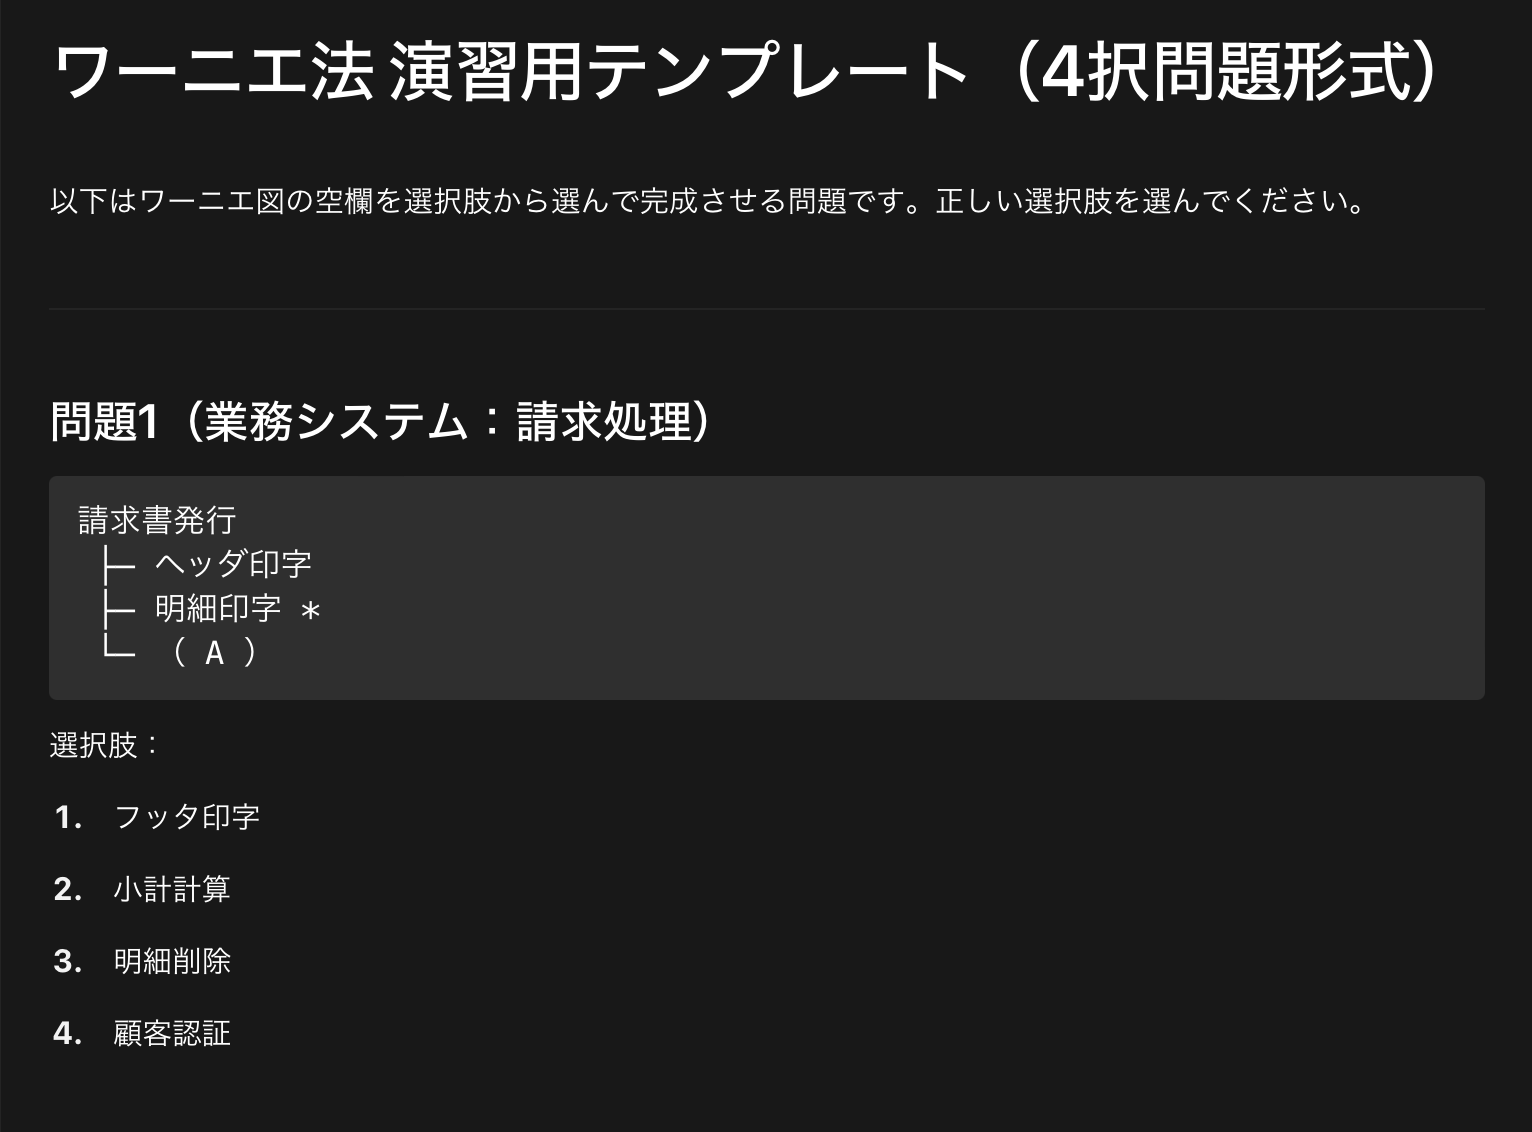 ワーニエ法 演習用テンプレート（4択問題形式）
以下はワーニエ図の空欄を選択肢から選んで完成させる問題です。正しい選択肢を選んでください。
問題1（業務システム：請求処理）
請求書発行
├─ ヘッダ印字
├─ 明細印字 *
└─ （ A ）
選択肢：
1. フッタ印字
2. 小計計算
3. 明細削除
4. 顧客認証